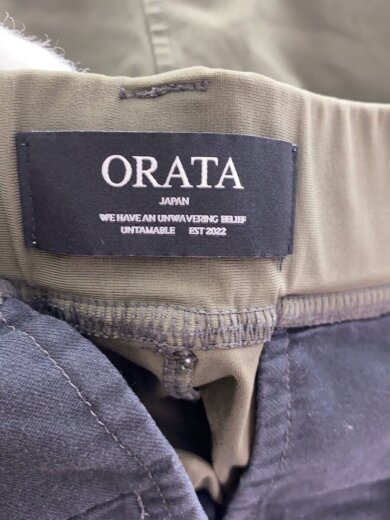 ORATA
JAPAN
WE HAVE AN UNWAVERING BELIEF
UNTAMABLE EST 2022